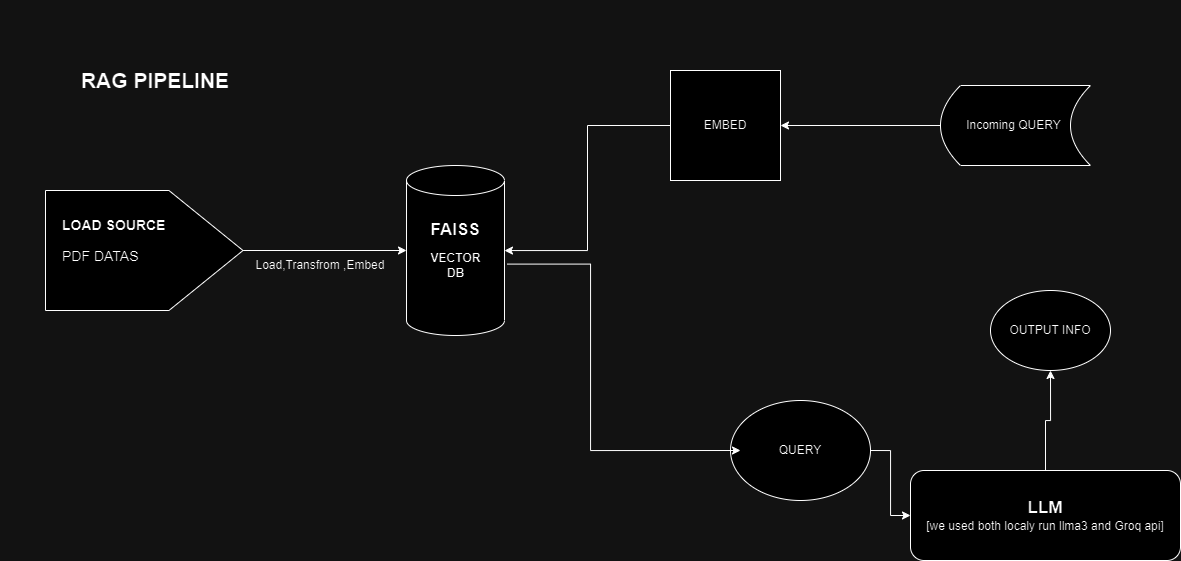 RAG PIPELINE
EMBED
Incoming QUERY
LOAD SOURCE
PDF DATAS
Load,Transfrom ,Embed
FAISS
VECTOR
DB
OUTPUT INFO
QUERY
LLM
[we used both localy run llma3 and Groq api]